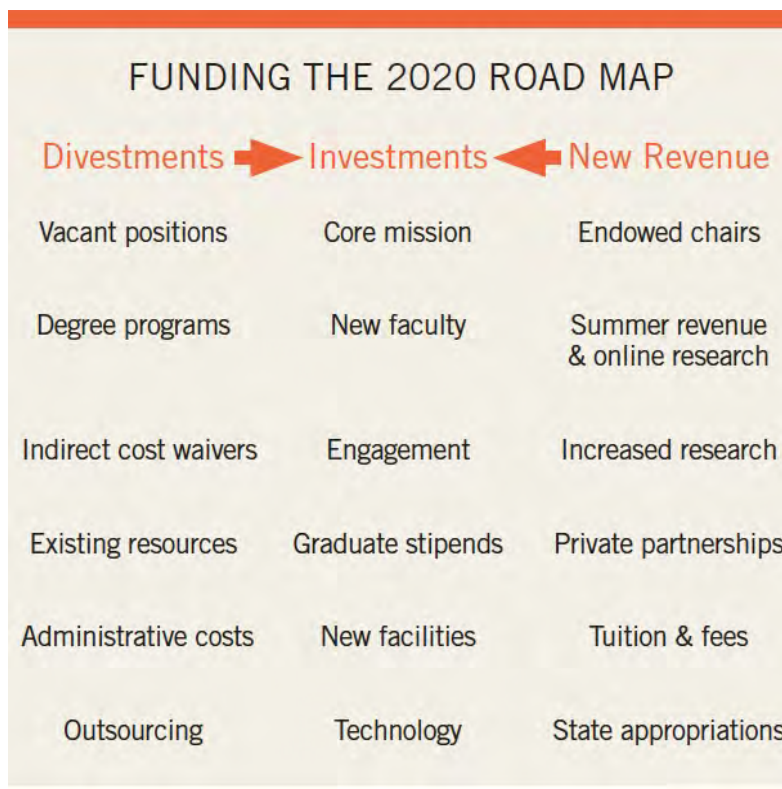 FUNDING THE 2020 ROAD MAP
Divestments Investments New Revenue
Vacant positions Core mission Endowed chairs
Degree programs New faculty Summer revenue
& online research
Indirect cost waivers Engagement Increased research
Existing resources Graduate stipends Private partnerships
Administrative costs New facilities Tuition & fees
Outsourcing Technology State appropriations